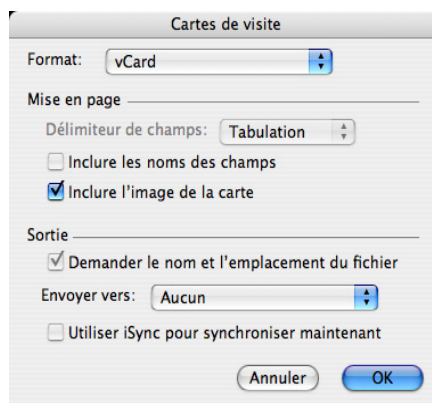 Cartes de visite
Format: vCard
Mise en page
Délimiteur de champs: Tabulation
Inclure les noms des champs
Inclure l'image de la carte
Sortie
Demander le nom et l'emplacement du fichier
Envoyer vers: Aucun
Utiliser iSync pour synchroniser maintenant
Annuler OK